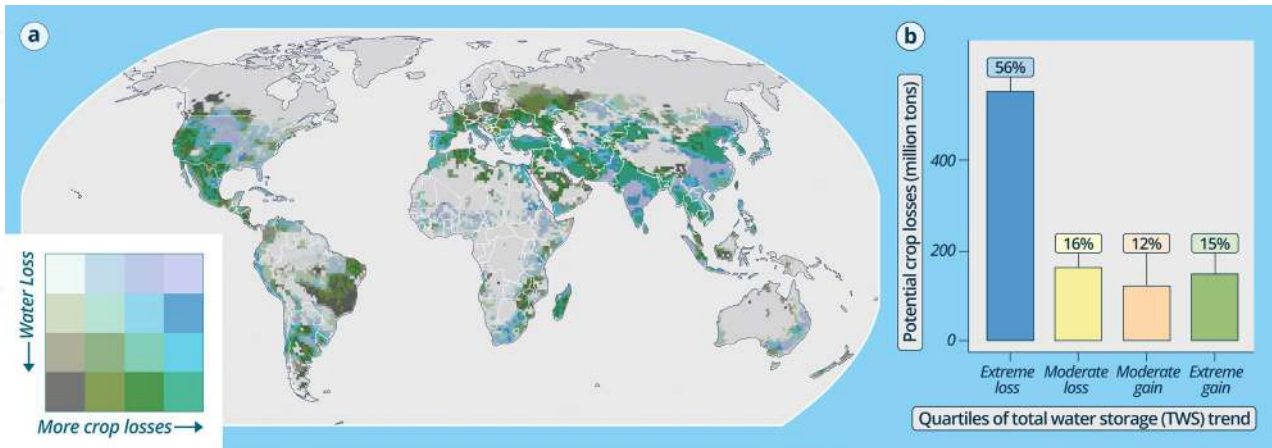 a
Water Loss
More crop losses
b
Potential crop losses (million tons)
400
200
0
56%
16%
12%
15%
Extreme loss
Moderate loss
Moderate gain
Extreme gain
Quartiles of total water storage (TWS) trend